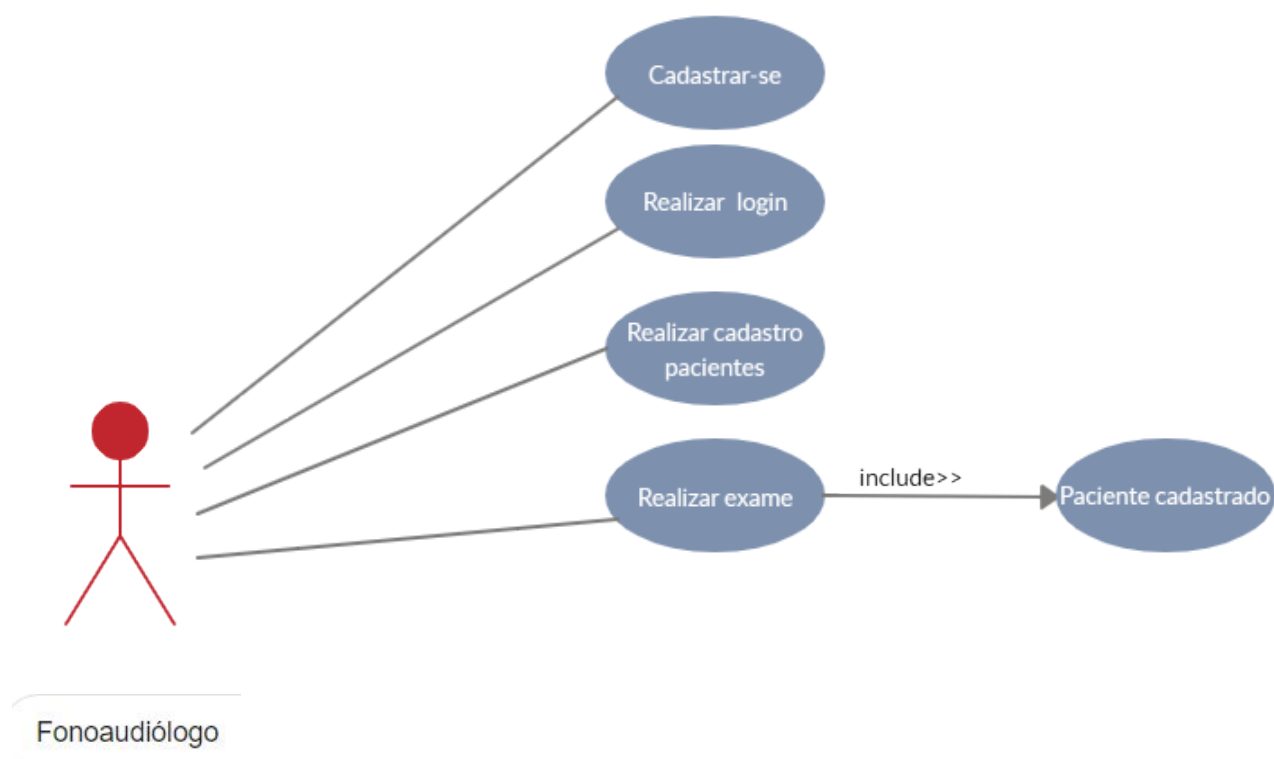 Cadastrar-se
Realizar login
Realizar cadastro
pacientes
Realizar exame
include>>
Paciente cadastrado
Fonoaudiólogo